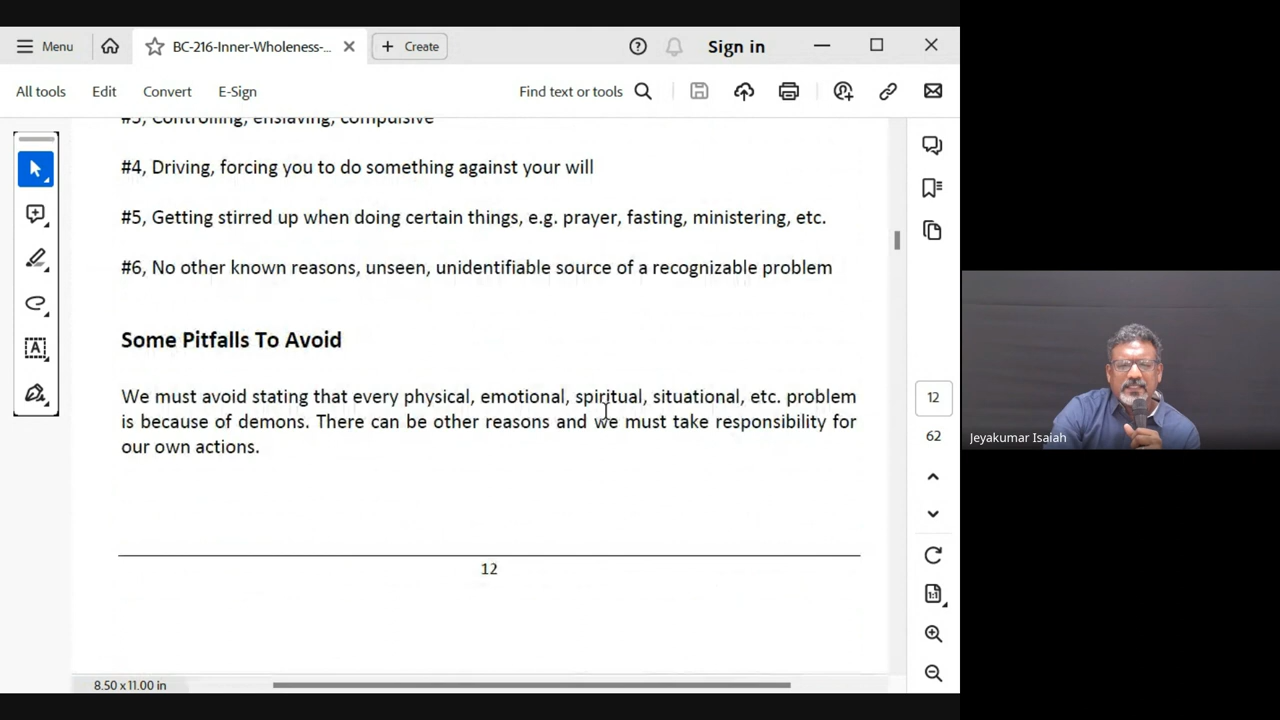 Menu
BC-216-Inner-Wholeness-...
Create
Sign in
All tools
Edit
Convert
E-Sign
Find text or tools
#3, Controlling, enslaving, compulsive
#4, Driving, forcing you to do something against your will
#5, Getting stirred up when doing certain things, e.g. prayer, fasting, ministering, etc.
#6, No other known reasons, unseen, unidentifiable source of a recognizable problem
Some Pitfalls To Avoid
We must avoid stating that every physical, emotional, spiritual, situational, etc. problem
is because of demons. There can be other reasons and we must take responsibility for
our own actions.
12
12
62
8.50 x 11.00 in
Jeyakumar Isaiah